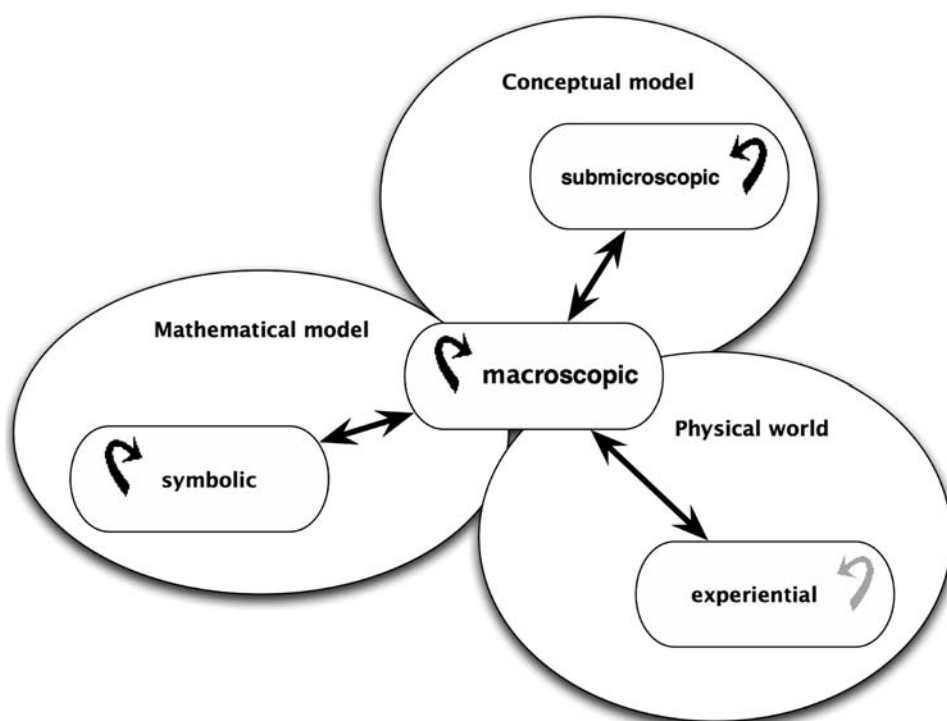 Conceptual model
submicroscopic
Mathematical model
macroscopic
Physical world
symbolic
experiential